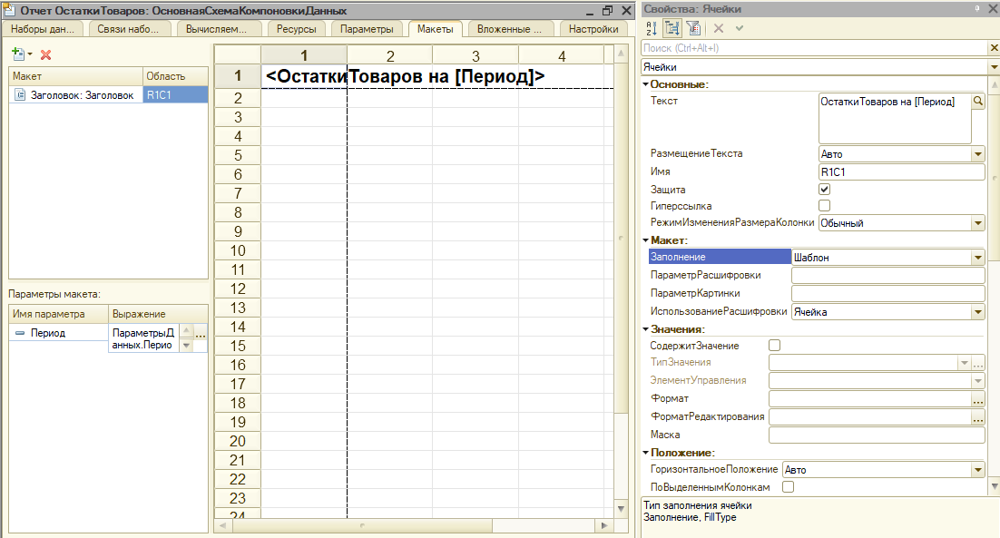 Отчет ОстаткиТоваров: ОсновнаяСхемаКомпоновкиДанных
Наборы дан...
Связи набо...
Вычисляем...
Ресурсы
Параметры
Макеты
Вложенные ...
Настройки
Макет
Область
Заголовок: Заголовок
R1C1
Параметры макета:
Имя параметра
Выражение
Период
ПараметрыД
анных.Перио
...
1 2 3 4
1 <ОстаткиТоваров на [Период]>
2
3
4
5
6
7
8
9
10
11
12
13
14
15
16
17
18
19
20
21
22
23
24
Свойства: Ячейки
Поиск (Ctrl+Alt+I)
Ячейки
Основные:
Текст ОстаткиТоваров на [Период]
РазмещениеТекста Авто
Имя R1C1
Защита
Гиперссылка
РежимИзмененияРазмераКолонки Обычный
Макет:
Заполнение Шаблон
ПараметрРасшифровки
ПараметрКартинки
ИспользованиеРасшифровки Ячейка
Значения:
СодержитЗначение
ТипЗначения ...
ЭлементУправления
Формат ...
ФорматРедактирования ...
Маска
Положение:
ГоризонтальноеПоложение Авто
ПоВыделеннымКолонкам
Тип заполнения ячейки
Заполнение, FillType